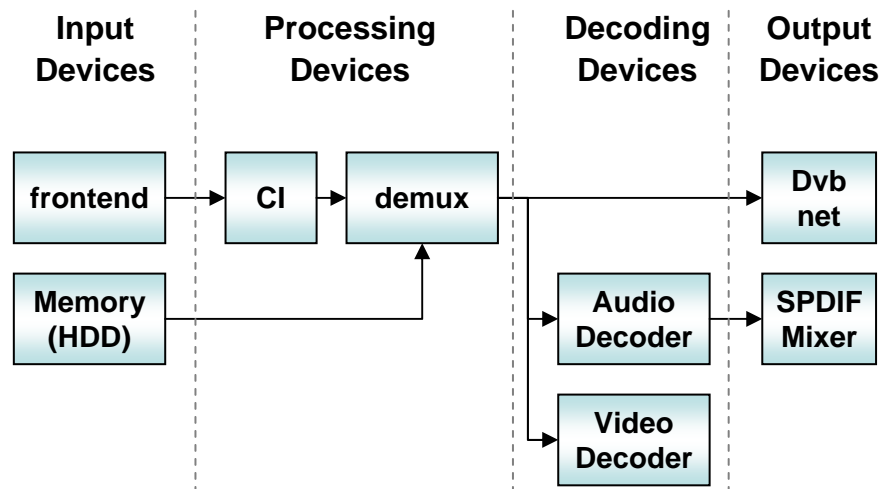 Input
Devices
Processing
Devices
Decoding
Devices
Output
Devices
frontend
CI
demux
Dvb
net
Memory
(HDD)
Audio
Decoder
SPDIF
Mixer
Video
Decoder